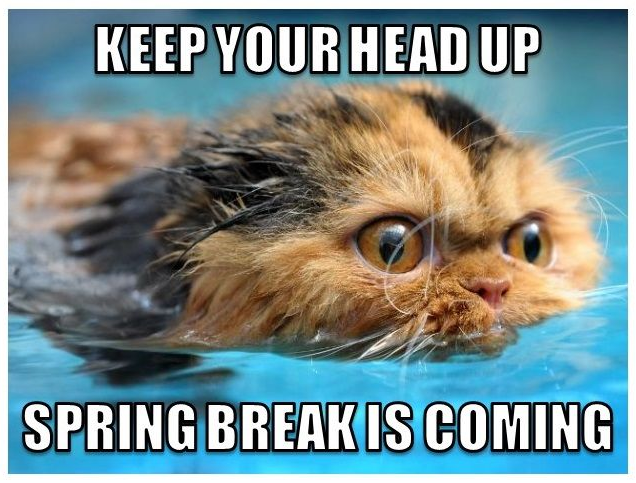 KEEP YOUR HEAD UP
SPRING BREAK IS COMING